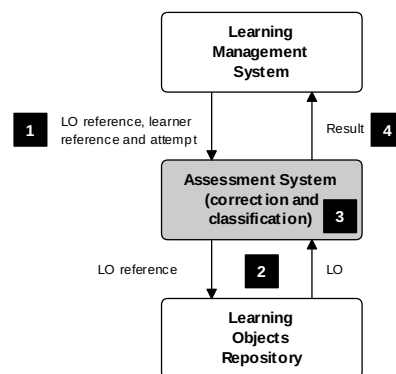 Learning
Management
System
1
LO reference, learner
reference and attempt
Result
4
Assessment System
(correction and
classification)
3
LO reference
2
LO
Learning
Objects
Repository